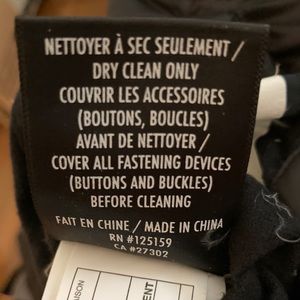 NETTOYER À SEC SEULEMENT /
DRY CLEAN ONLY
COUVRIR LES ACCESSOIRES
(BOUTONS, BOUCLES)
AVANT DE NETTOYER /
COVER ALL FASTENING DEVICES
(BUTTONS AND BUCKLES)
BEFORE CLEANING
FAIT EN CHINE / MADE IN CHINA
RN #125159
CA #27302